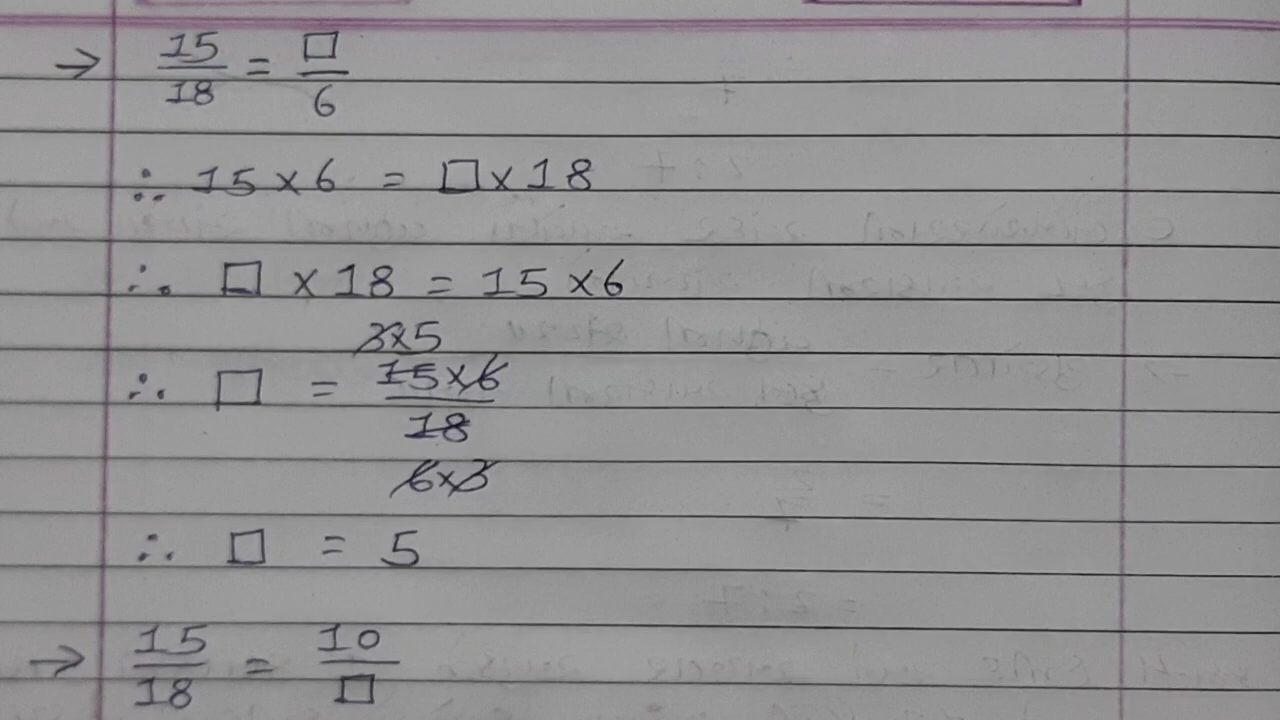 → 15/18 = □/6
∴ 15 × 6 = □ × 18
∴ □ × 18 = 15 × 6
3×5
∴ □ = 15×6/18
6×3
∴ □ = 5
→ 15/18 = 10/□